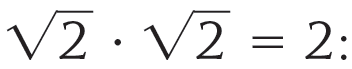 √2 · √2 = 2: